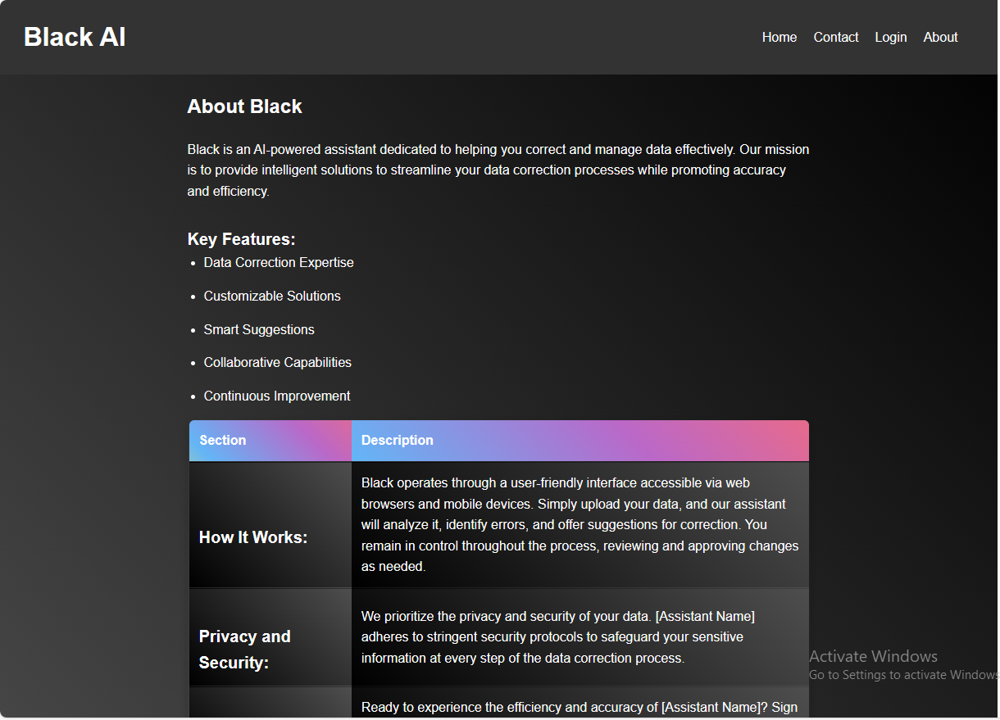 Black AI
Home Contact Login About
About Black
Black is an AI-powered assistant dedicated to helping you correct and manage data effectively. Our mission
is to provide intelligent solutions to streamline your data correction processes while promoting accuracy
and efficiency.
Key Features:
• Data Correction Expertise
• Customizable Solutions
• Smart Suggestions
• Collaborative Capabilities
• Continuous Improvement
Section Description
How It Works:
Black operates through a user-friendly interface accessible via web
browsers and mobile devices. Simply upload your data, and our assistant
will analyze it, identify errors, and offer suggestions for correction. You
remain in control throughout the process, reviewing and approving changes
as needed.
Privacy and
Security:
We prioritize the privacy and security of your data. [Assistant Name]
adheres to stringent security protocols to safeguard your sensitive
information at every step of the data correction process.
Ready to experience the efficiency and accuracy of [Assistant Name]? Sign
Activate Windows
Go to Settings to activate Windows